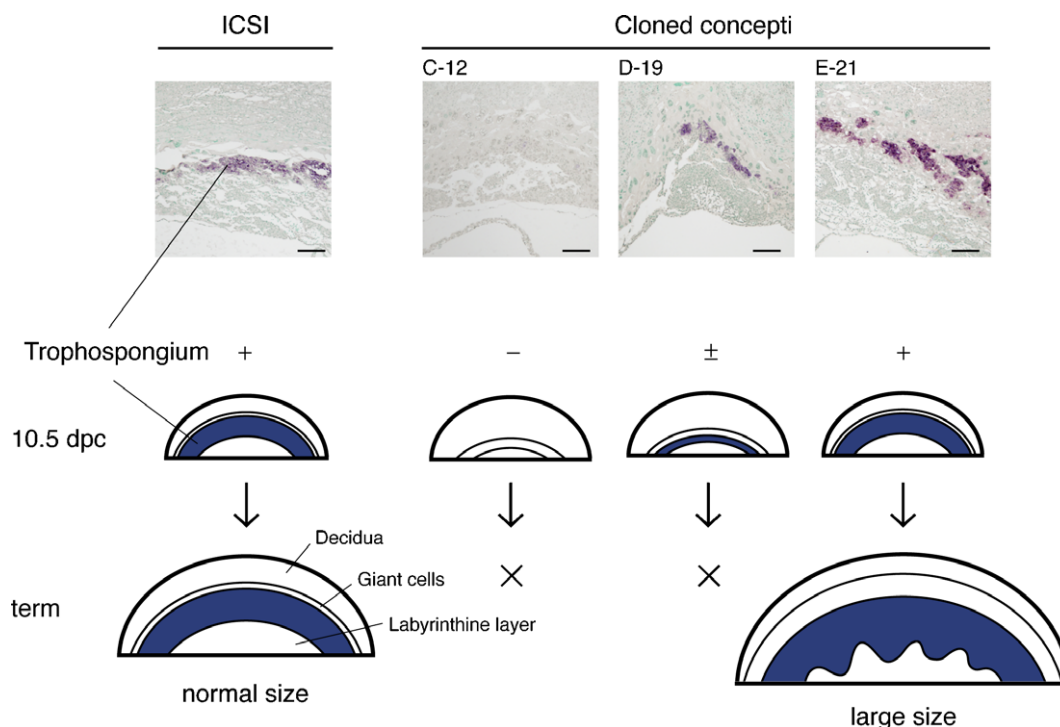 ICSI
Cloned concepti
C-12
D-19
E-21
Trophospongium
+
−
±
+
10.5 dpc
Decidua
Giant cells
term
Labyrinthine layer
normal size
large size